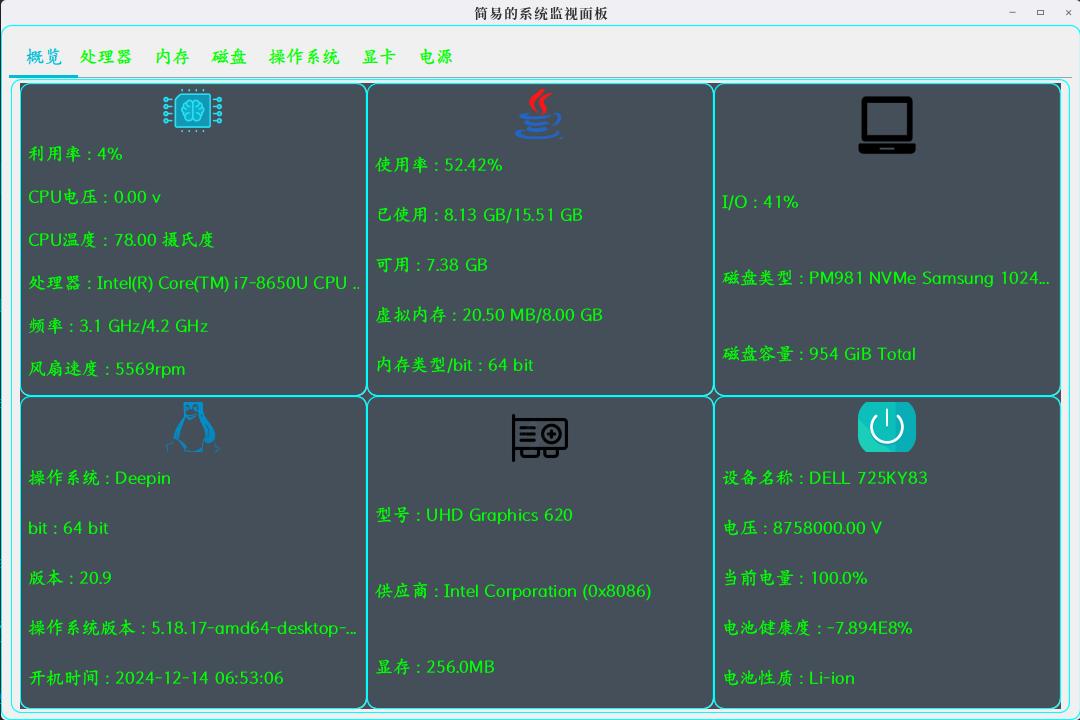 简易的系统监视面板
概览 处理器 内存 磁盘 操作系统 显卡 电源
利用率 : 4%
CPU电压 : 0.00 v
CPU温度 : 78.00 摄氏度
处理器 : Intel(R) Core(TM) i7-8650U CPU ..
频率 : 3.1 GHz/4.2 GHz
风扇速度 : 5569rpm
使用率 : 52.42%
已使用 : 8.13 GB/15.51 GB
可用 : 7.38 GB
虚拟内存 : 20.50 MB/8.00 GB
内存类型/bit : 64 bit
I/O : 41%
磁盘类型 : PM981 NVMe Samsung 1024...
磁盘容量 : 954 GiB Total
操作系统 : Deepin
bit : 64 bit
版本 : 20.9
操作系统版本 : 5.18.17-amd64-desktop-...
开机时间 : 2024-12-14 06:53:06
型号 : UHD Graphics 620
供应商 : Intel Corporation (0x8086)
显存 : 256.0MB
设备名称 : DELL 725KY83
电压 : 8758000.00 V
当前电量 : 100.0%
电池健康度 : -7.894E8%
电池性质 : Li-ion